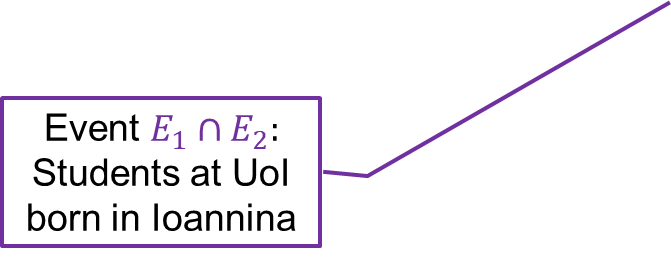 Event 𝐸₁ ∩ 𝐸₂:
Students at UoI
born in Ioannina